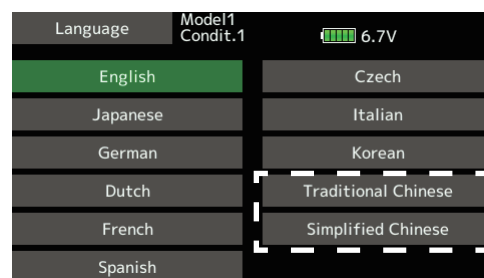 Language
Model1
Condit.1
6.7V
English
Czech
Japanese
Italian
German
Korean
Dutch
Traditional Chinese
French
Simplified Chinese
Spanish